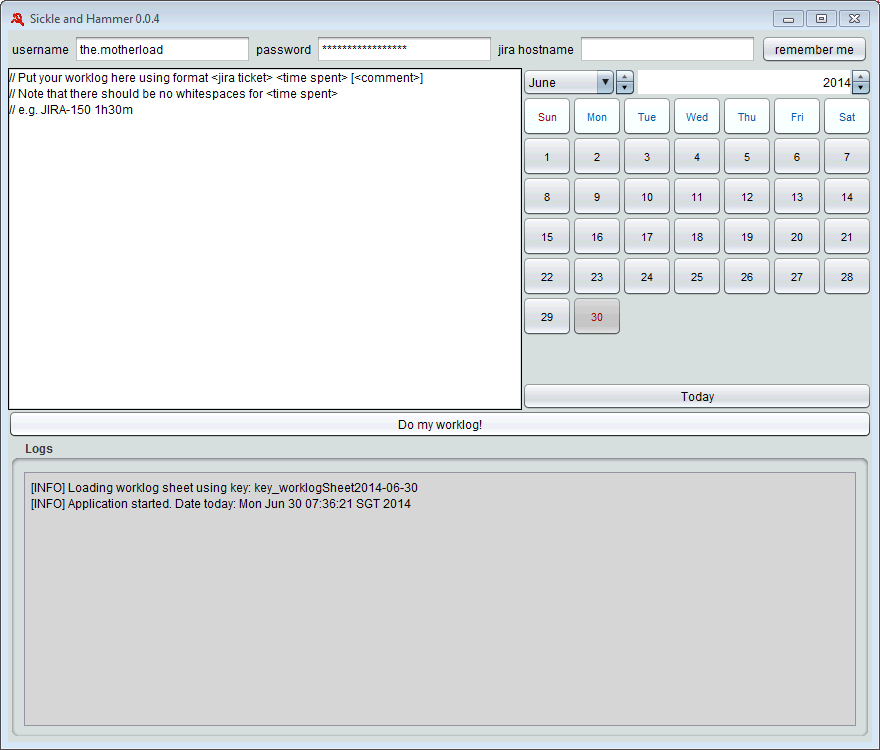 Sickle and Hammer 0.0.4
username the.motherload password ***************** jira hostname remember me
// Put your worklog here using format <jira ticket> <time spent> [<comment>]
// Note that there should be no whitespaces for <time spent>
// e.g. JIRA-150 1h30m
June 2014
Sun Mon Tue Wed Thu Fri Sat
1 2 3 4 5 6 7
8 9 10 11 12 13 14
15 16 17 18 19 20 21
22 23 24 25 26 27 28
29 30
Today
Do my worklog!
Logs
[INFO] Loading worklog sheet using key: key_worklogSheet2014-06-30
[INFO] Application started. Date today: Mon Jun 30 07:36:21 SGT 2014